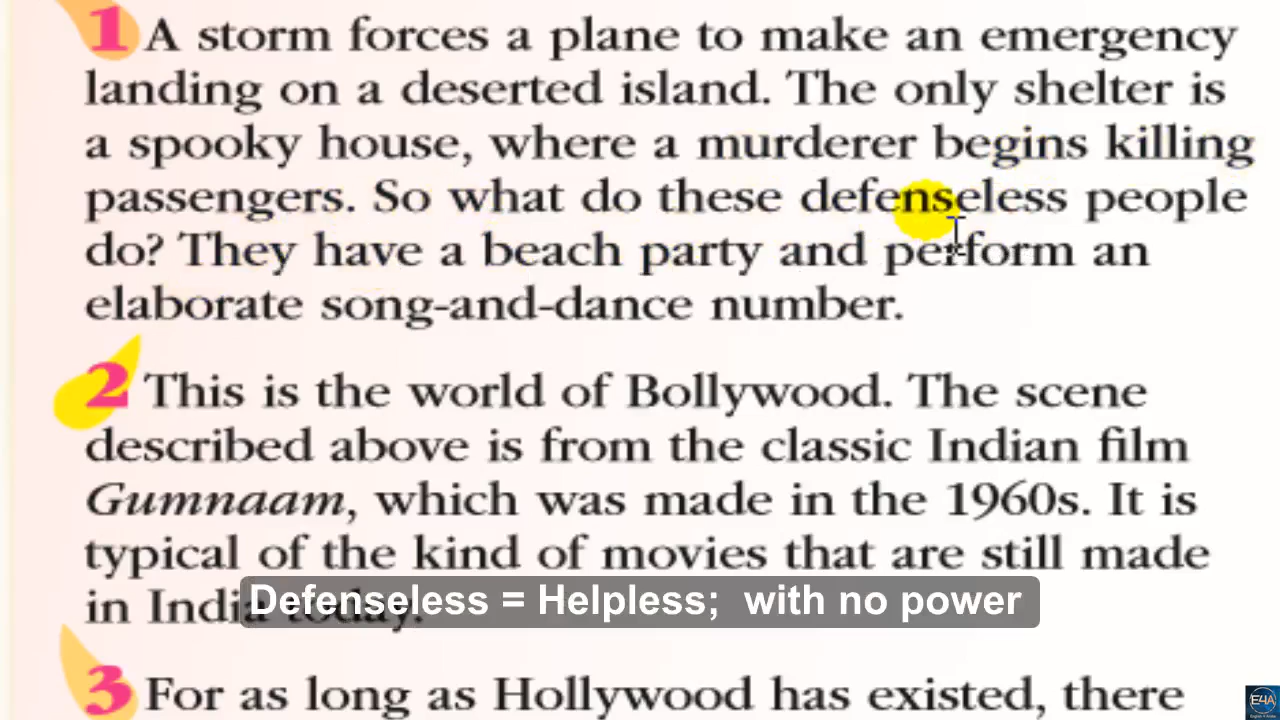 1 A storm forces a plane to make an emergency
landing on a deserted island. The only shelter is
a spooky house, where a murderer begins killing
passengers. So what do these defenseless people
do? They have a beach party and perform an
elaborate song-and-dance number.
2 This is the world of Bollywood. The scene
described above is from the classic Indian film
Gumnaam, which was made in the 1960s. It is
typical of the kind of movies that are still made
in India today.
Defenseless = Helpless; with no power
3 For as long as Hollywood has existed, there
E4A